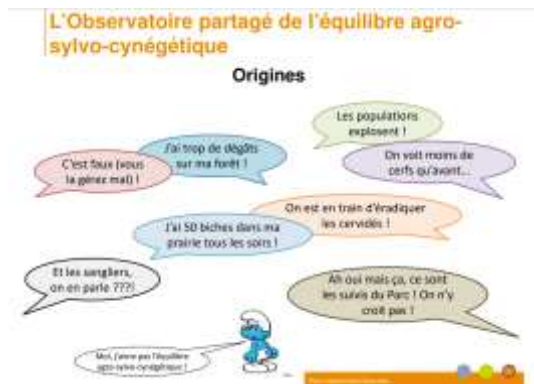 L'Observatoire partagé de l'équilibre agro-
sylvo-cynégétique
Origines
Les populations
explosent !
J'ai trop de dégâts
sur ma forêt !
C'est faux (vous
la gérez mal) !
On voit moins de
cerfs qu'avant...
On est en train d'éradiquer
les cervidés !
J'ai 50 biches dans ma
prairie tous les soirs !
Et les sangliers,
on en parle ???!
Ah oui mais ça, ce sont
les suivis du Parc ! On n'y
croit pas !
Moi, j'aime pas l'équilibre
agro-sylvo-cynégétique !